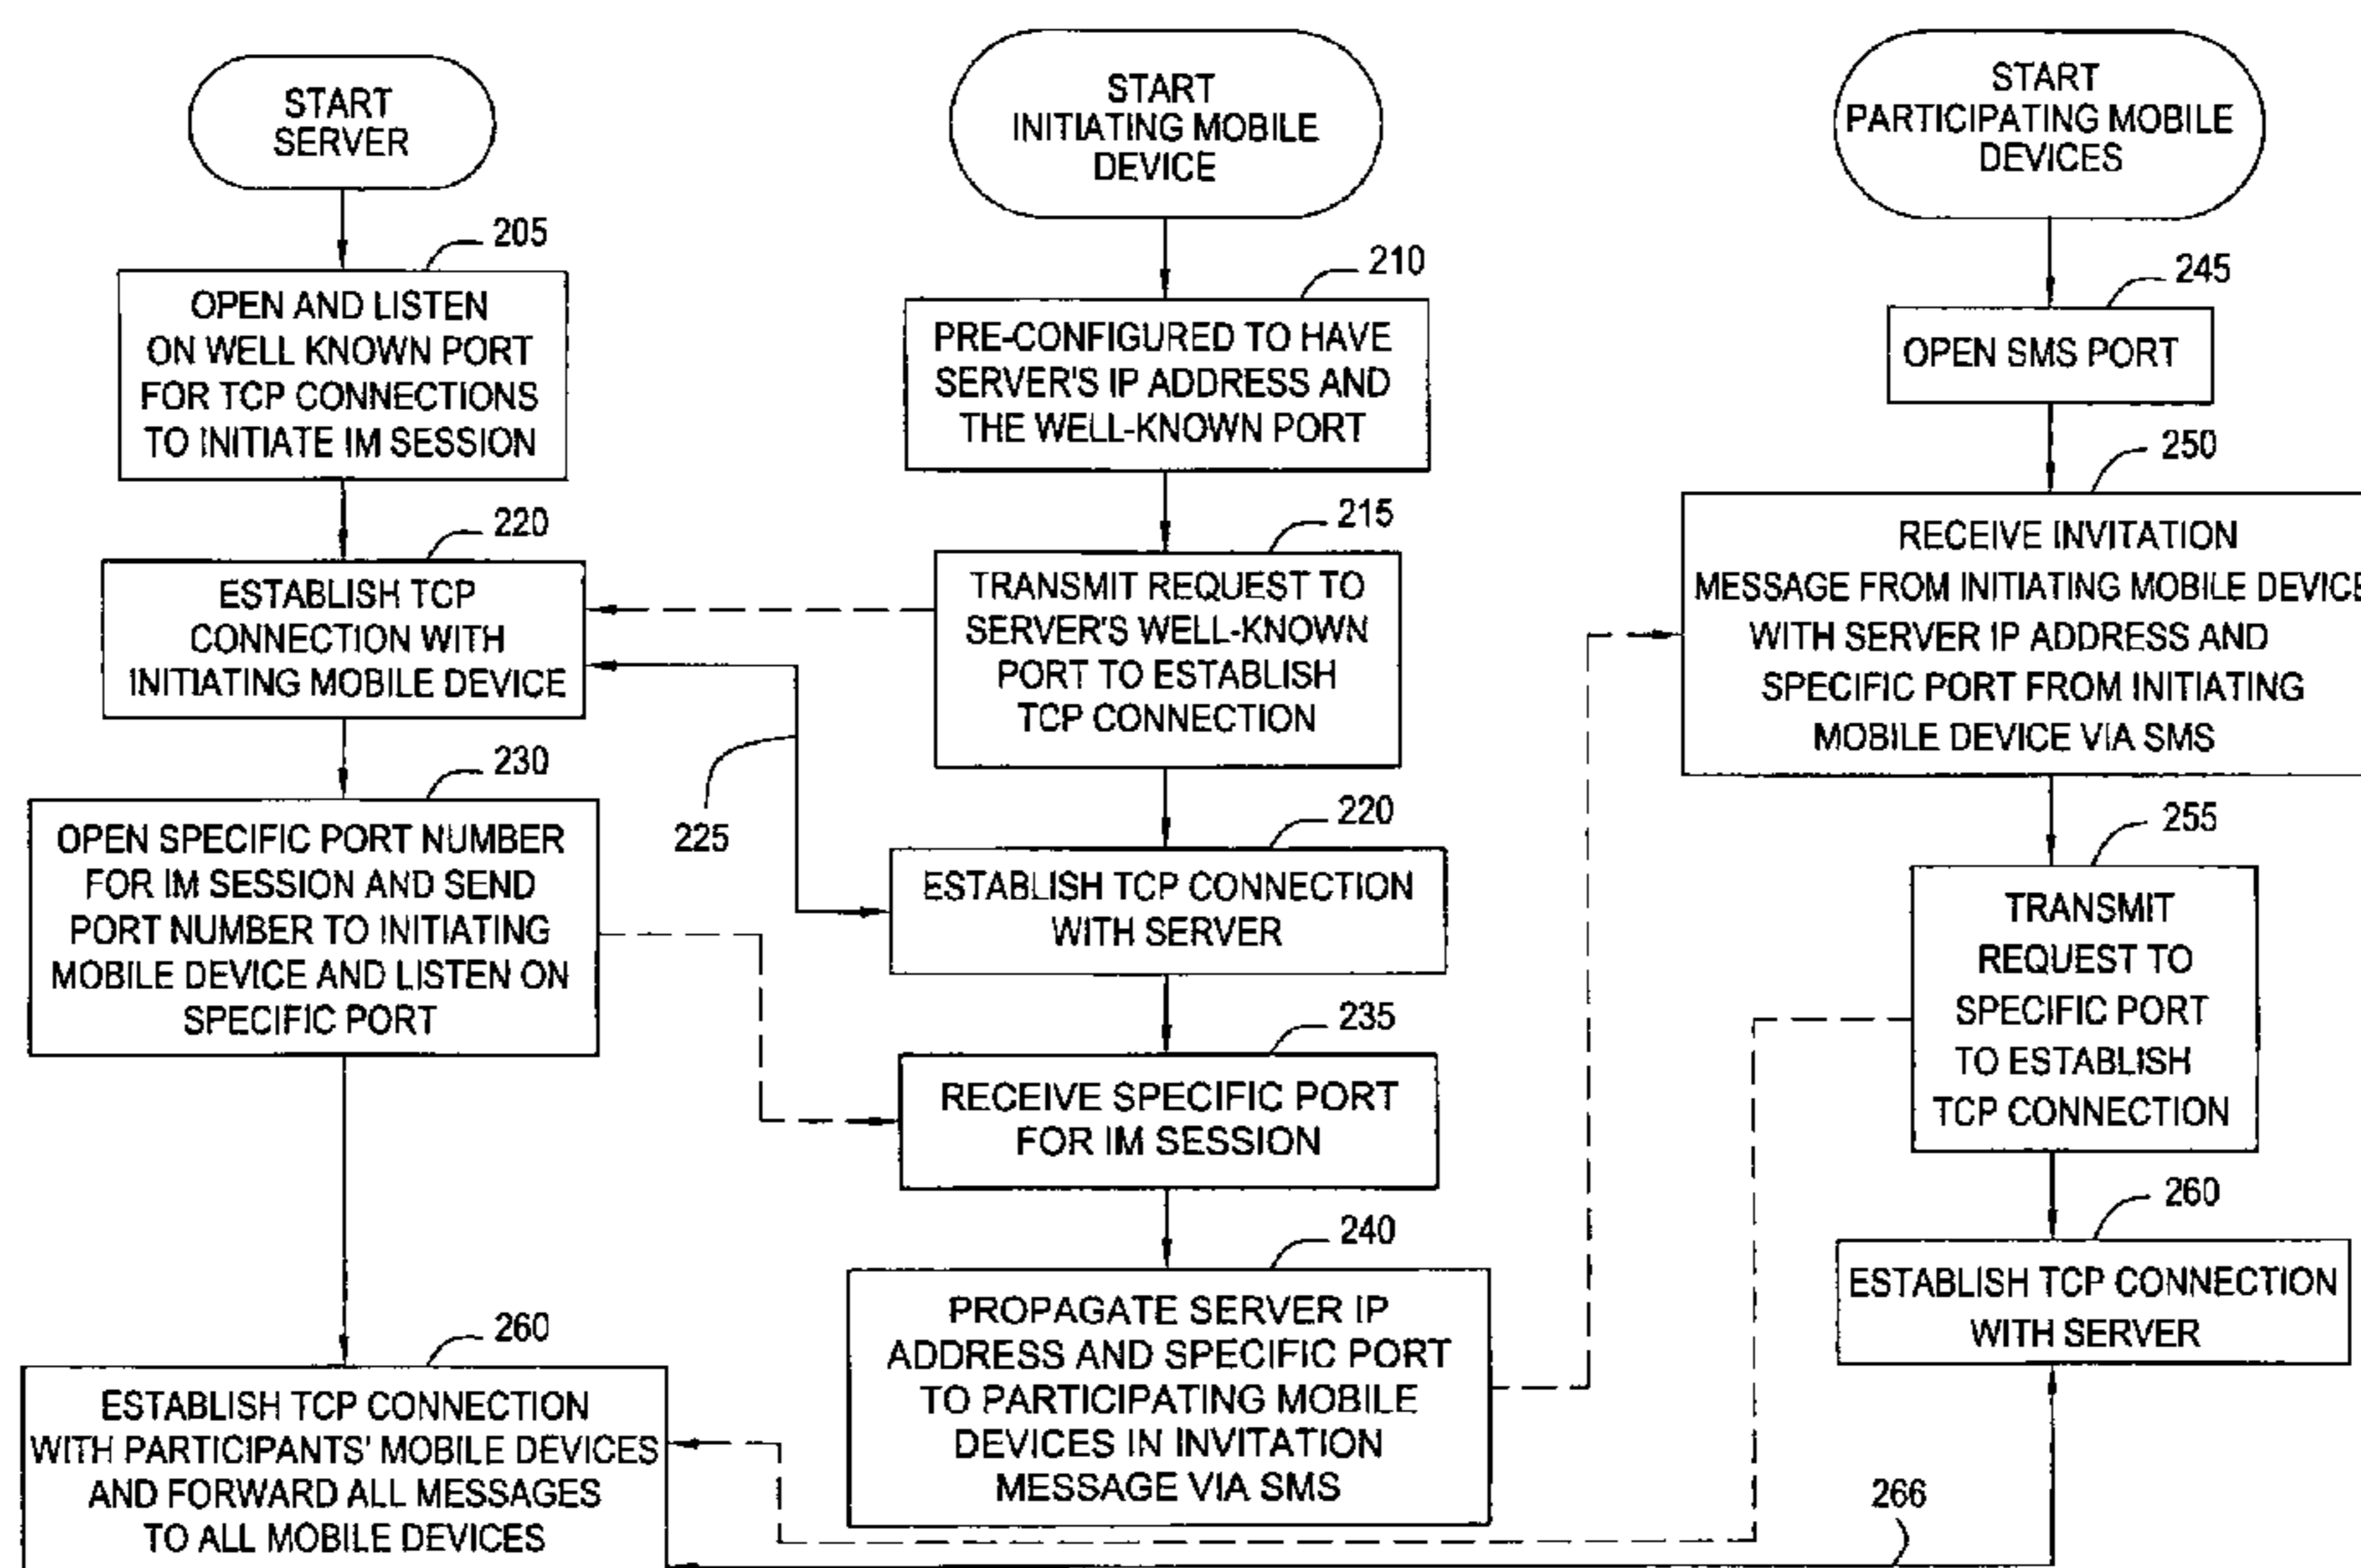 START
SERVER
205
OPEN AND LISTEN
ON WELL KNOWN PORT
FOR TCP CONNECTIONS
TO INITIATE IM SESSION
220
ESTABLISH TCP
CONNECTION WITH
INITIATING MOBILE DEVICE
230
OPEN SPECIFIC PORT NUMBER
FOR IM SESSION AND SEND
PORT NUMBER TO INITIATING
MOBILE DEVICE AND LISTEN ON
SPECIFIC PORT
260
ESTABLISH TCP CONNECTION
WITH PARTICIPANTS' MOBILE DEVICES
AND FORWARD ALL MESSAGES
TO ALL MOBILE DEVICES
START
INITIATING MOBILE
DEVICE
210
PRE-CONFIGURED TO HAVE
SERVER'S IP ADDRESS AND
THE WELL-KNOWN PORT
215
TRANSMIT REQUEST TO
SERVER'S WELL-KNOWN
PORT TO ESTABLISH
TCP CONNECTION
225
220
ESTABLISH TCP CONNECTION
WITH SERVER
235
RECEIVE SPECIFIC PORT
FOR IM SESSION
240
PROPAGATE SERVER IP
ADDRESS AND SPECIFIC PORT
TO PARTICIPATING MOBILE
DEVICES IN INVITATION
MESSAGE VIA SMS
START
PARTICIPATING MOBILE
DEVICES
245
OPEN SMS PORT
250
RECEIVE INVITATION
MESSAGE FROM INITIATING MOBILE DEVICE
WITH SERVER IP ADDRESS AND
SPECIFIC PORT FROM INITIATING
MOBILE DEVICE VIA SMS
255
TRANSMIT
REQUEST TO
SPECIFIC PORT
TO ESTABLISH
TCP CONNECTION
260
ESTABLISH TCP CONNECTION
WITH SERVER
266